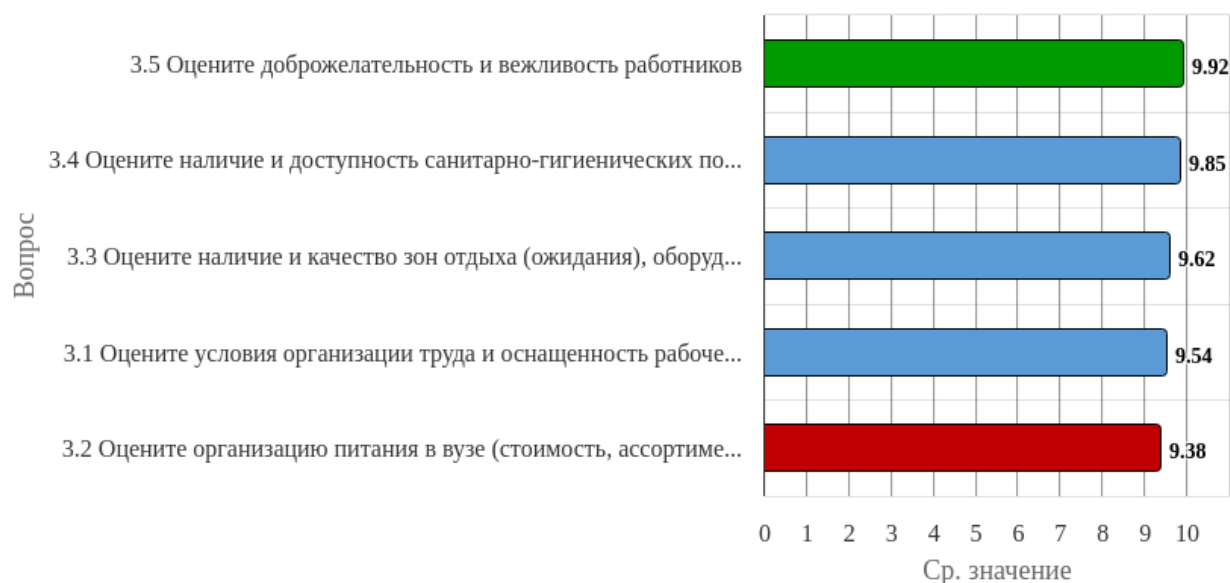 3.5 Оцените доброжелательность и вежливость работников
9.92
3.4 Оцените наличие и доступность санитарно-гигиенических по...
9.85
3.3 Оцените наличие и качество зон отдыха (ожидания), оборуд...
9.62
3.1 Оцените условия организации труда и оснащенность рабоче...
9.54
3.2 Оцените организацию питания в вузе (стоимость, ассортиме...
9.38
Вопрос
0 1 2 3 4 5 6 7 8 9 10
Ср. значение